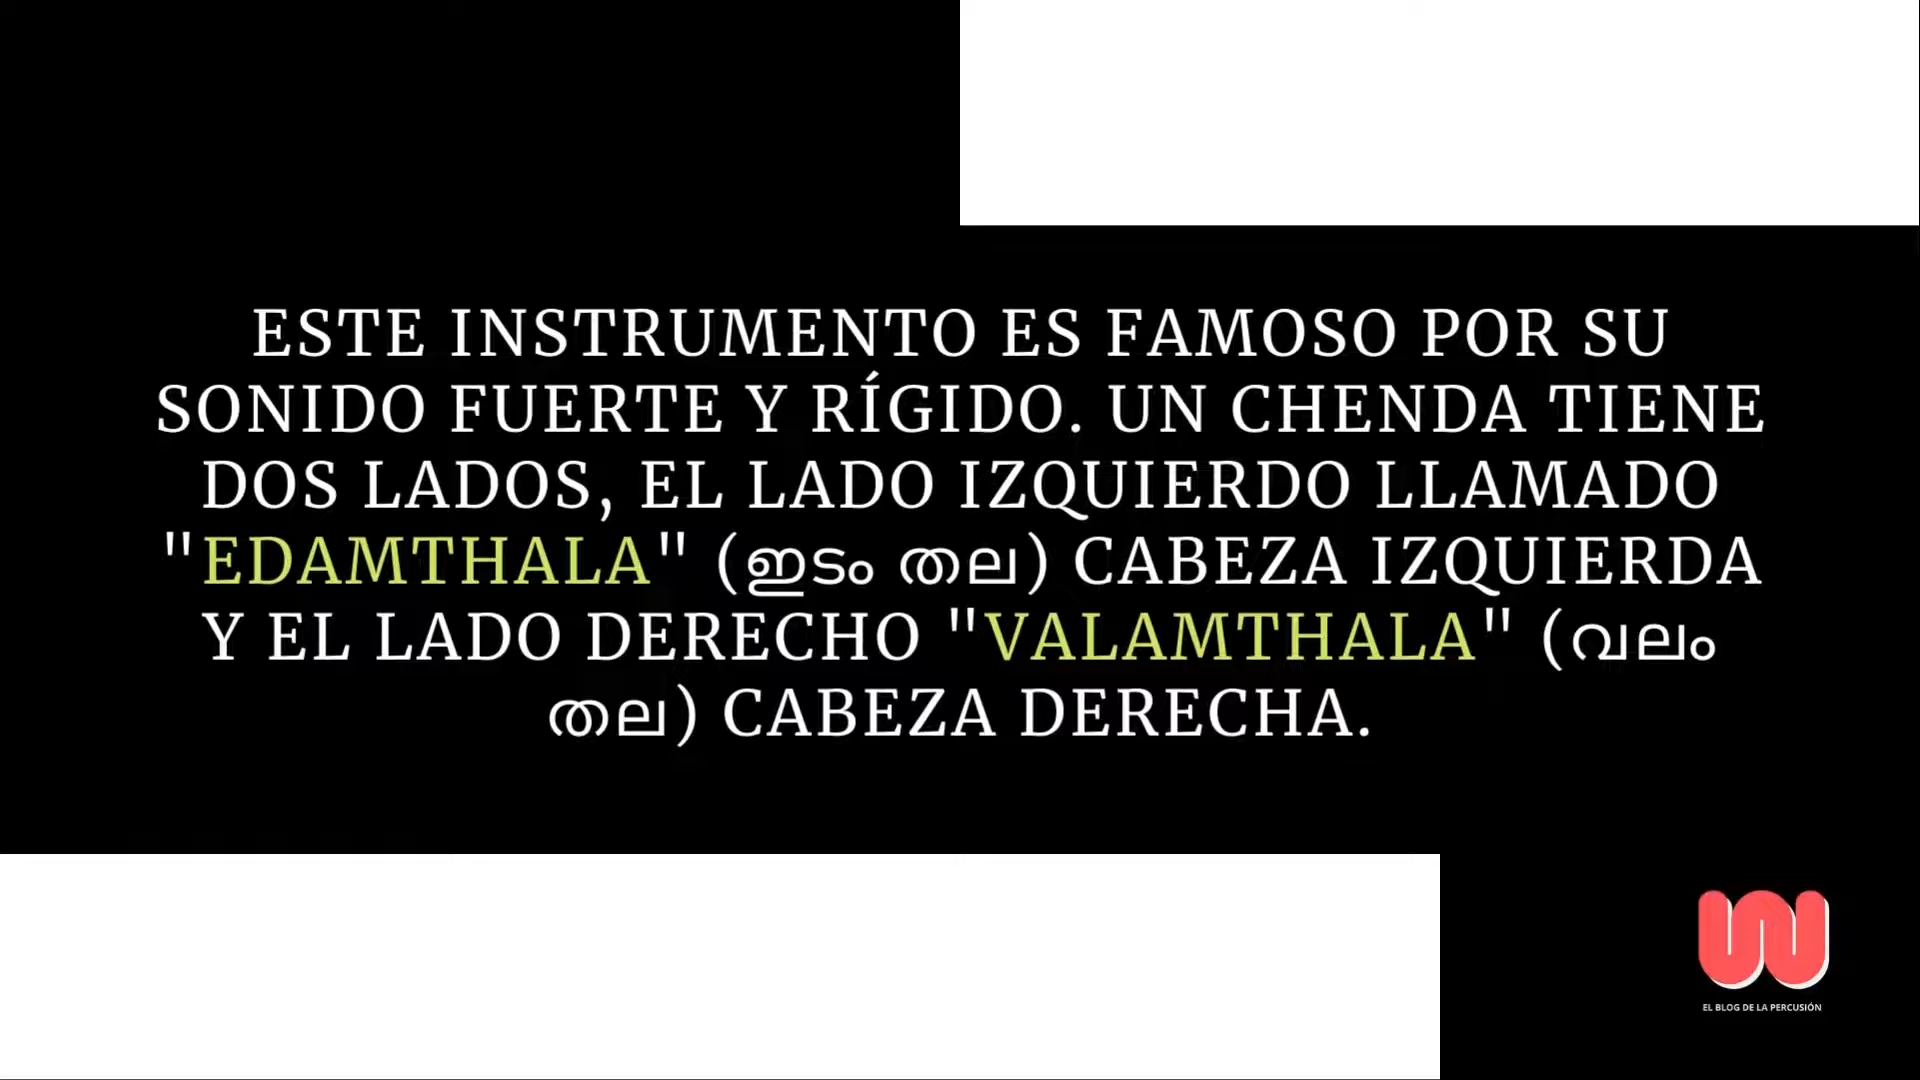 ESTE INSTRUMENTO ES FAMOSO POR SU
SONIDO FUERTE Y RÍGIDO. UN CHENDA TIENE
DOS LADOS, EL LADO IZQUIERDO LLAMADO
"EDAMTHALA" (ഇടം തല) CABEZA IZQUIERDA
Y EL LADO DERECHO "VALAMTHALA" (വലം
തല) CABEZA DERECHA.
EL BLOG DE LA PERCUSIÓN